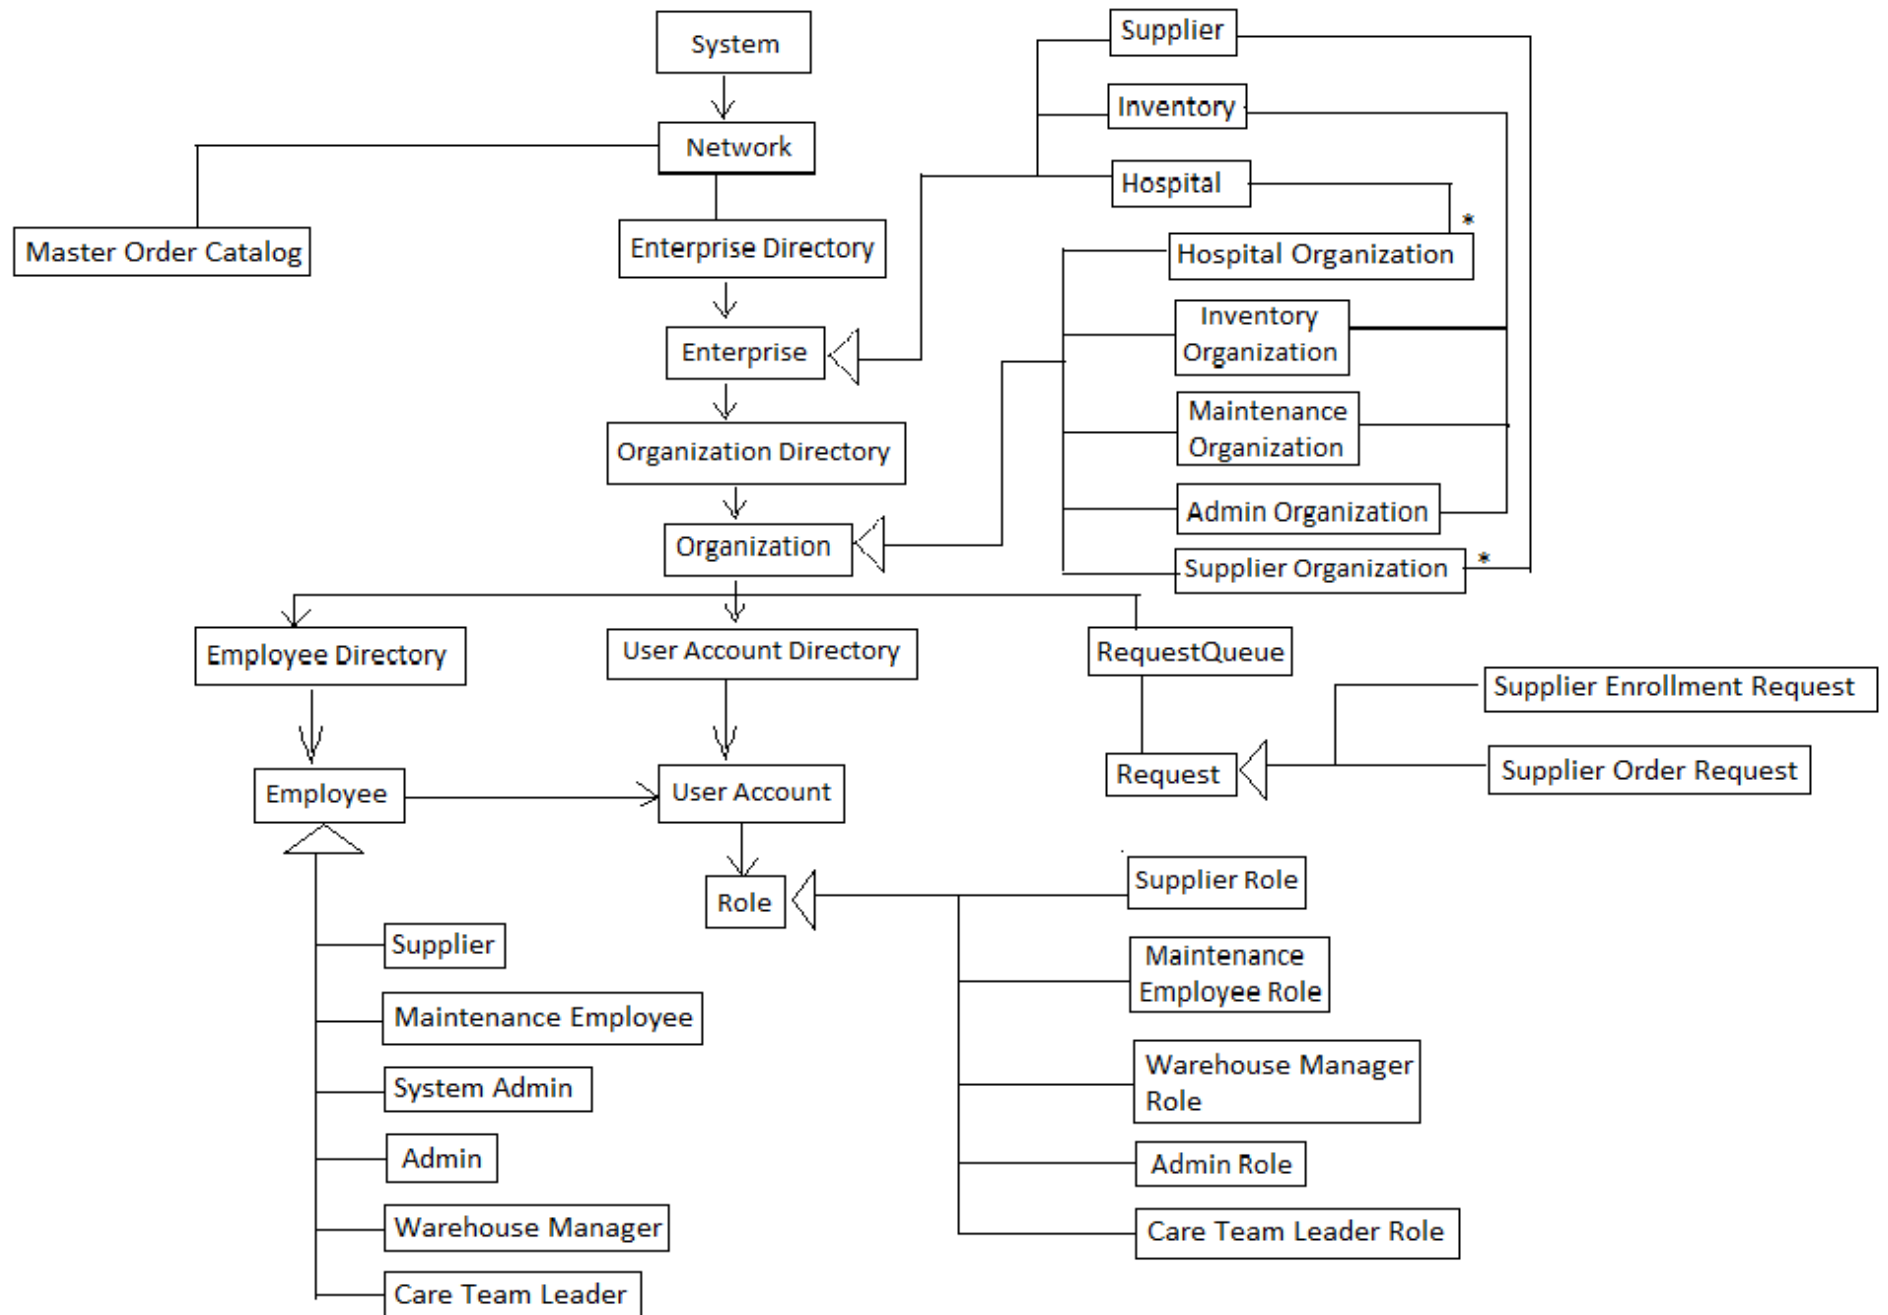 System
Supplier
Inventory
Network
Hospital
*
Master Order Catalog
Enterprise Directory
Hospital Organization
Inventory
Organization
Enterprise
Maintenance
Organization
Organization Directory
Admin Organization
Organization
Supplier Organization
*
Employee Directory
User Account Directory
RequestQueue
Supplier Enrollment Request
Request
Supplier Order Request
Employee
User Account
Role
Supplier Role
Supplier
Maintenance
Employee Role
Maintenance Employee
System Admin
Warehouse Manager
Role
Admin
Admin Role
Warehouse Manager
Care Team Leader Role
Care Team Leader